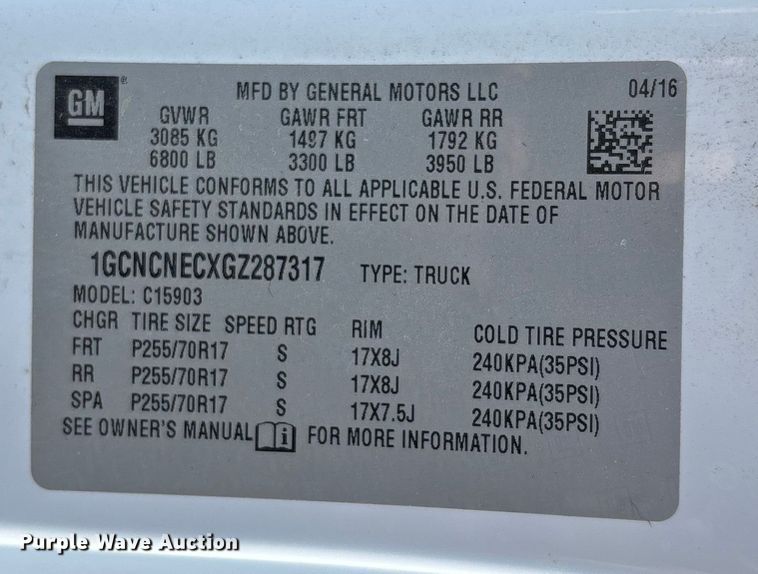 GM ®
MFD BY GENERAL MOTORS LLC 04/16
GVWR GAWR FRT GAWR RR
3085 KG 1497 KG 1792 KG
6800 LB 3300 LB 3950 LB
THIS VEHICLE CONFORMS TO ALL APPLICABLE U.S. FEDERAL MOTOR
VEHICLE SAFETY STANDARDS IN EFFECT ON THE DATE OF
MANUFACTURE SHOWN ABOVE.
1GCNCNECXGZ287317 TYPE: TRUCK
MODEL: C15903
CHGR TIRE SIZE SPEED RTG RIM COLD TIRE PRESSURE
FRT P255/70R17 S 17X8J 240KPA(35PSI)
RR P255/70R17 S 17X8J 240KPA(35PSI)
SPA P255/70R17 S 17X7.5J 240KPA(35PSI)
SEE OWNER'S MANUAL i FOR MORE INFORMATION.
Purple Wave Auction